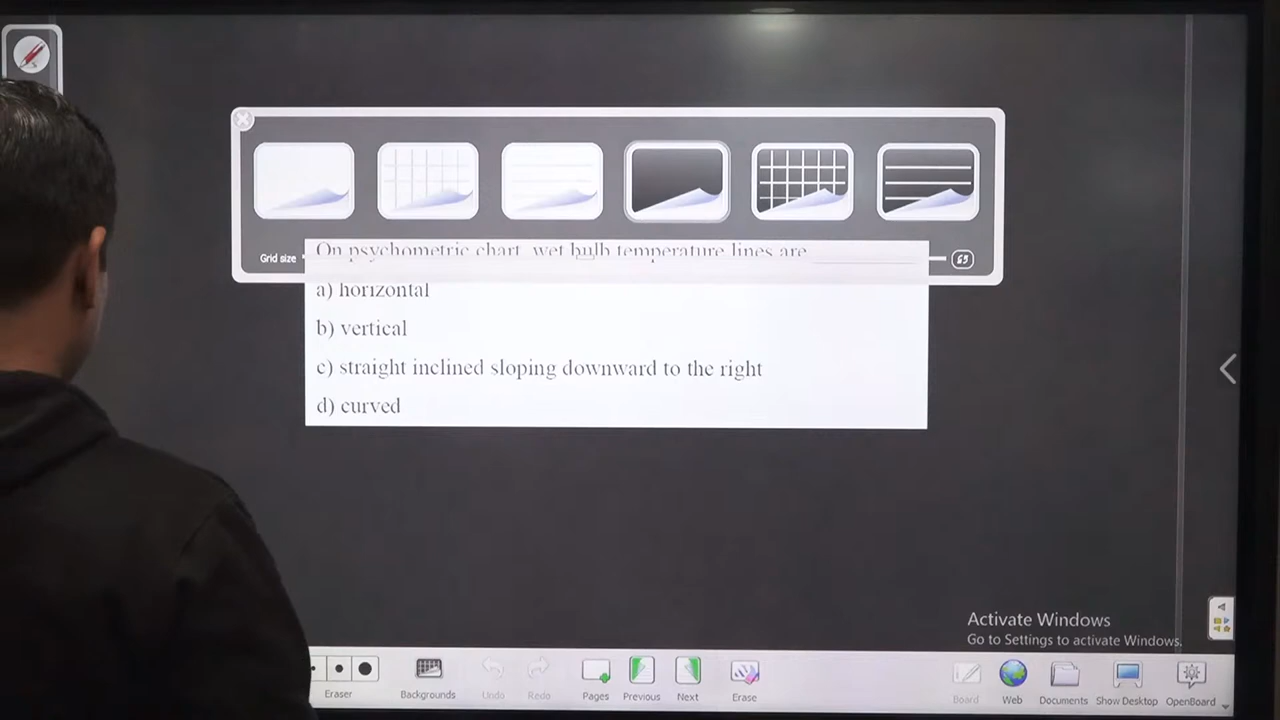 Grid size
65
On psychometric chart, wet bulb temperature lines are
a) horizontal
b) vertical
c) straight inclined sloping downward to the right
d) curved
Activate Windows
Go to Settings to activate Windows.
Eraser
Backgrounds
Undo
Redo
Pages
Previous
Next
Erase
Board
Web
Documents
Show Desktop
OpenBoard